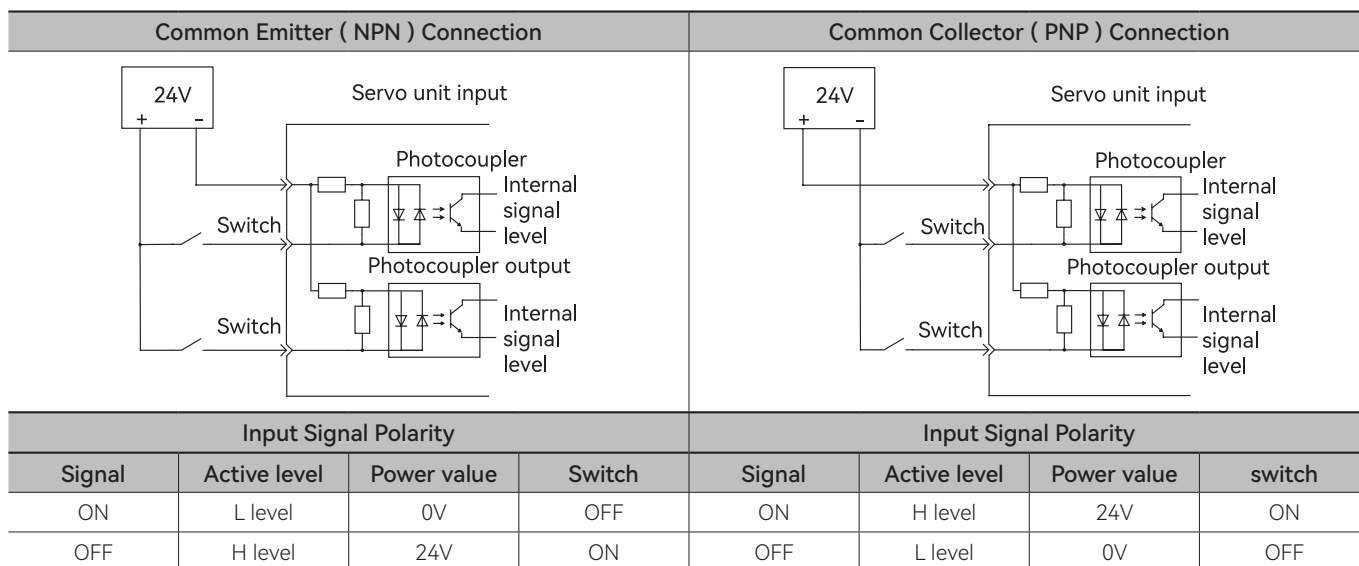 Common Emitter ( NPN ) Connection
24V
+ -
Servo unit input
Photocoupler
Internal
signal
level
Switch
Photocoupler output
Internal
signal
level
Switch
Common Collector ( PNP ) Connection
24V
+ -
Servo unit input
Photocoupler
Internal
signal
level
Switch
Photocoupler output
Internal
signal
level
Switch
Input Signal Polarity Input Signal Polarity
Signal Active level Power value Switch Signal Active level Power value switch
ON L level 0V OFF ON H level 24V ON
OFF H level 24V ON OFF L level 0V OFF